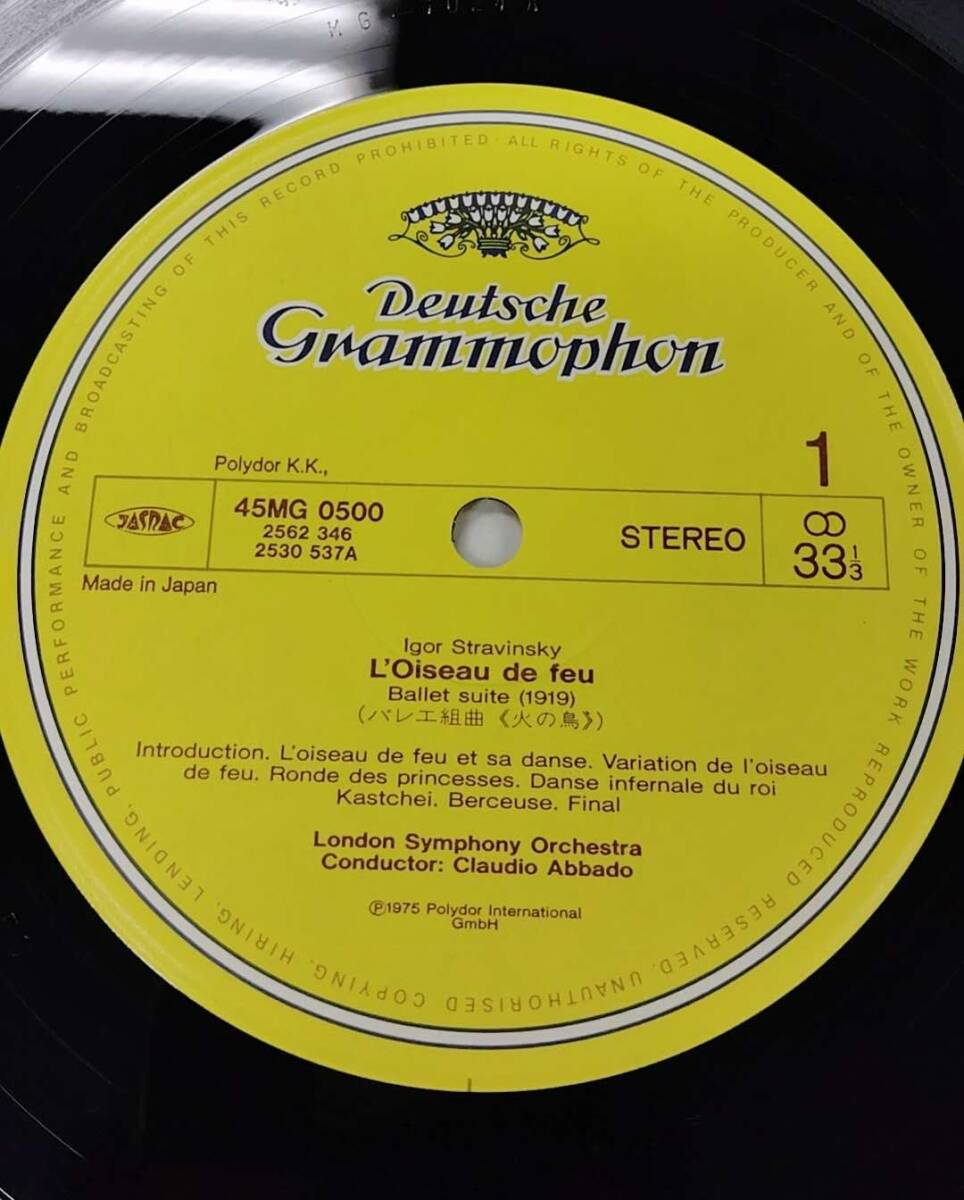 ALL RIGHTS OF THE PRODUCER AND OF THE OWNER OF THE WORK REPRODUCED RESERVED. UNAUTHORISED COPYING, HIRING, LENDING, PUBLIC PERFORMANCE AND BROADCASTING OF THIS RECORD PROHIBITED ·
Deutsche
Grammophon
1
Polydor K.K.,
JASRAC
45MG 0500
2562 346
2530 537A
STEREO
33 1/3
Made in Japan
Igor Stravinsky
L'Oiseau de feu
Ballet suite (1919)
(バレエ組曲《火の鳥》)
Introduction. L'oiseau de feu et sa danse. Variation de l'oiseau
de feu. Ronde des princesses. Danse infernale du roi
Kastchei. Berceuse. Final
London Symphony Orchestra
Conductor: Claudio Abbado
℗1975 Polydor International
GmbH